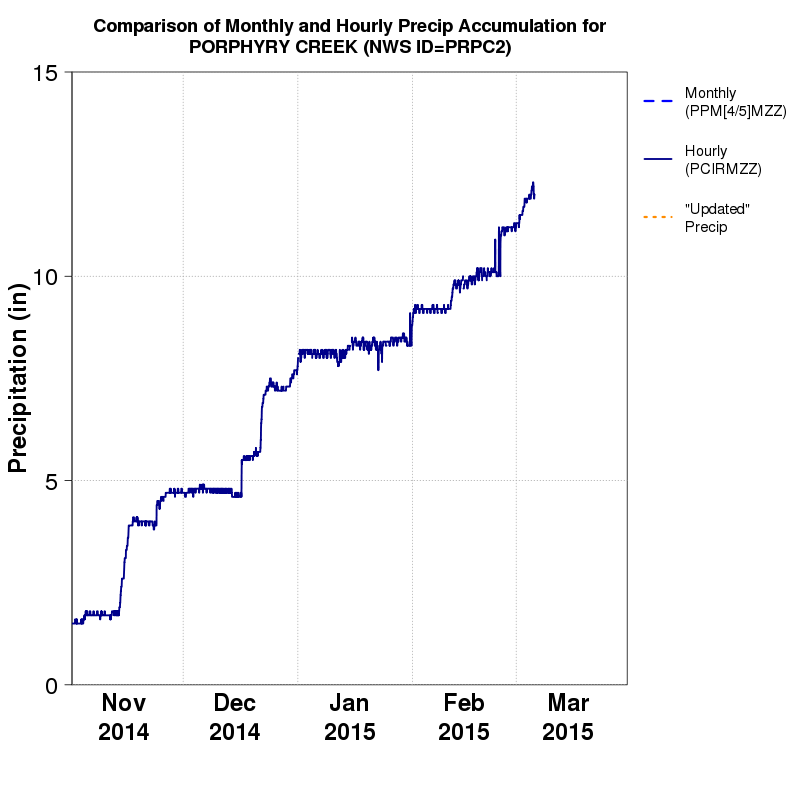 Comparison of Monthly and Hourly Precip Accumulation for
PORPHYRY CREEK (NWS ID=PRPC2)
Monthly
(PPM[4/5]MZZ)
Hourly
(PCIRMZZ)
"Updated"
Precip
Precipitation (in)
15
10
5
0
Nov Dec Jan Feb Mar
2014 2014 2015 2015 2015